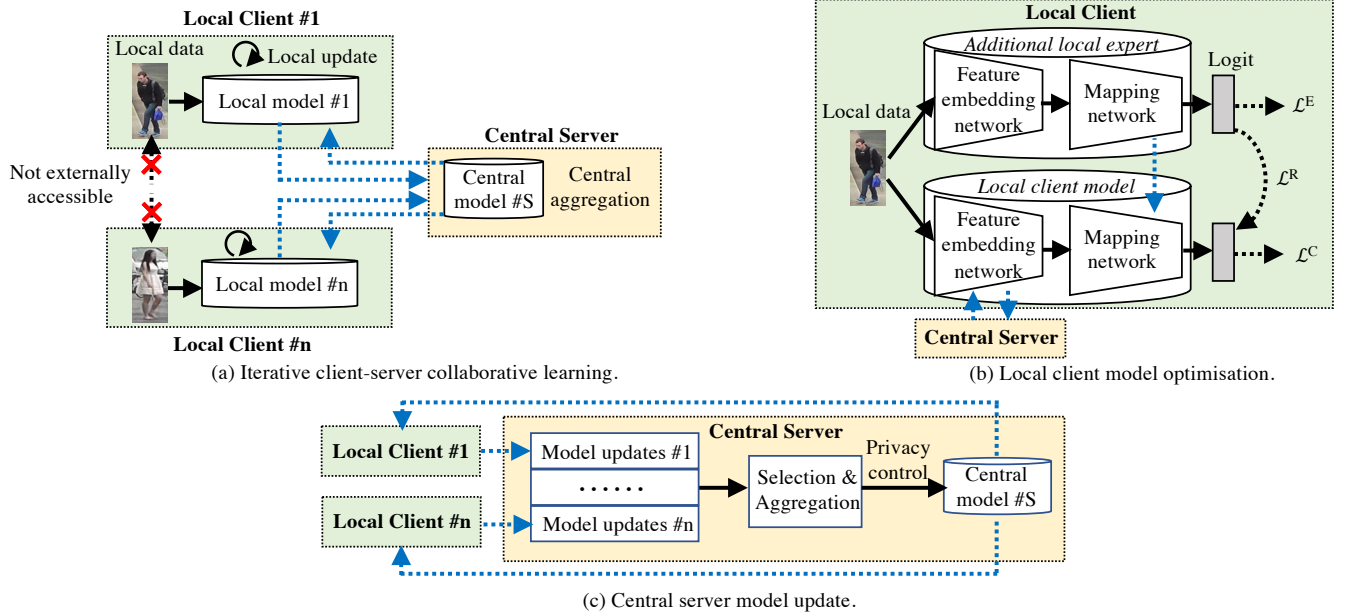 Local Client #1
Local data
Local update
Local model #1
Not externally
accessible
Central Server
Central
model #S
Central
aggregation
Local model #n
Local Client #n
(a) Iterative client-server collaborative learning.
Local Client
Additional local expert
Feature
embedding
network
Mapping
network
Logit
ℒᴱ
Local data
ℒᴿ
Local client model
Feature
embedding
network
Mapping
network
ℒᶜ
Central Server
(b) Local client model optimisation.
Central Server
Local Client #1
Model updates #1
Privacy
control
......
Selection &
Aggregation
Central
model #S
Local Client #n
Model updates #n
(c) Central server model update.